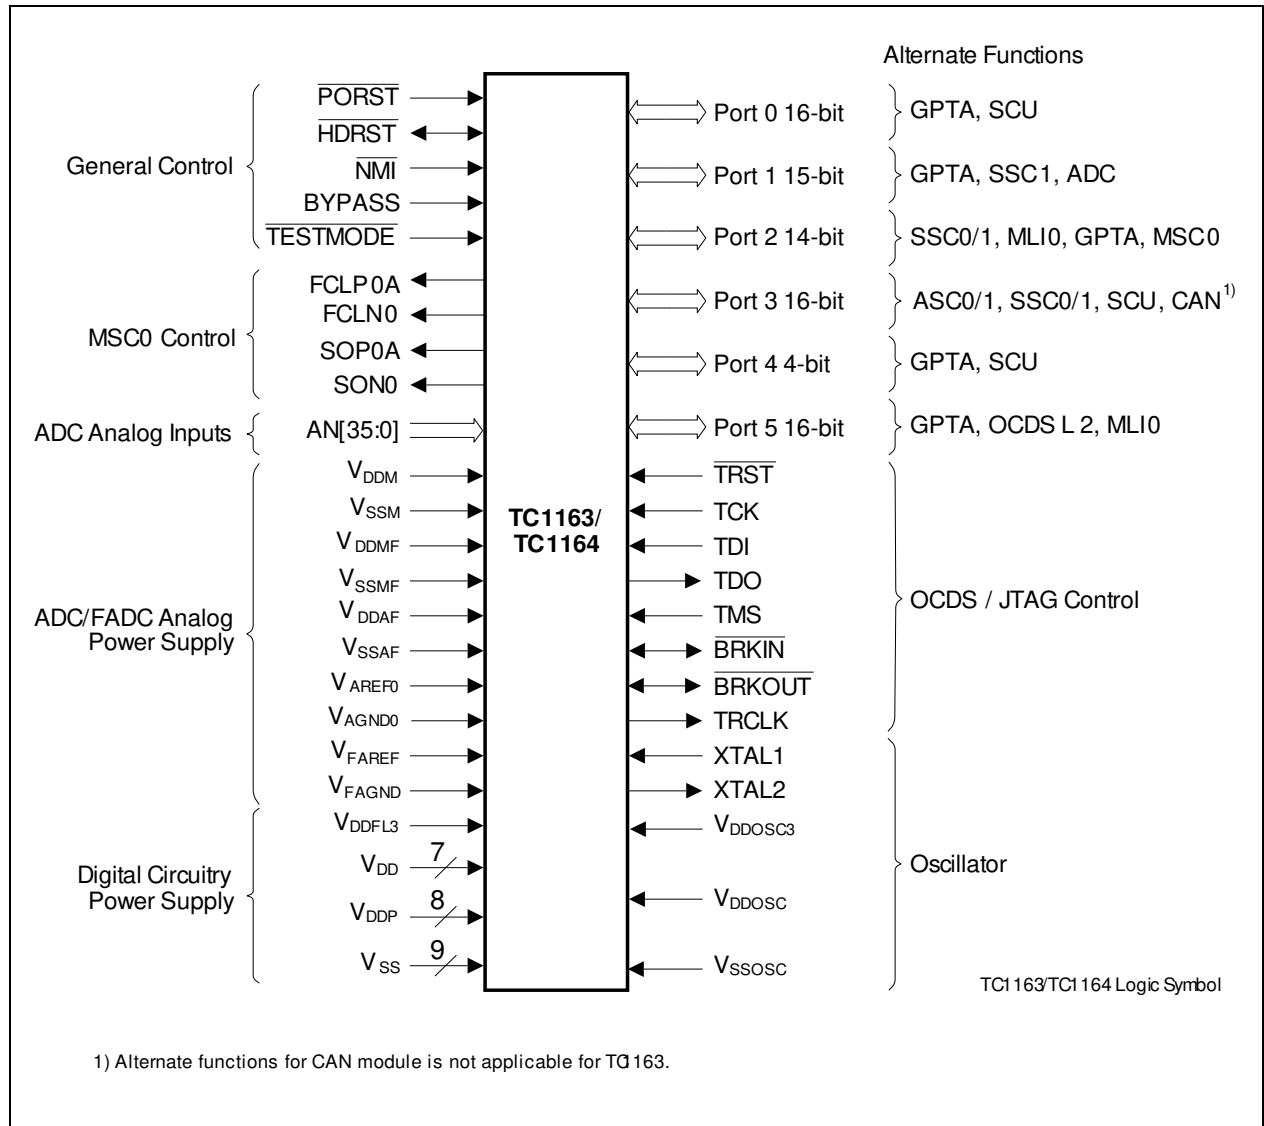 Alternate Functions
General Control
PORST
HDRST
NMI
BYPASS
TESTMODE
MSC0 Control
FCLP0A
FCLN0
SOP0A
SON0
ADC Analog Inputs
AN[35:0]
ADC/FADC Analog
Power Supply
VDDM
VSSM
VDDMF
VSSMF
VDDAF
VSSAF
VAREF0
VAGND0
VFAREF
VFAGND
Digital Circuitry
Power Supply
VDDFL3
VDD 7
VDDP 8
VSS 9
TC1163/
TC1164
Port 0 16-bit GPTA, SCU
Port 1 15-bit GPTA, SSC1, ADC
Port 2 14-bit SSC0/1, MLI0, GPTA, MSC0
Port 3 16-bit ASC0/1, SSC0/1, SCU, CAN1)
Port 4 4-bit GPTA, SCU
Port 5 16-bit GPTA, OCDS L 2, MLI0
TRST
TCK
TDI
TDO
TMS
BRKIN
BRKOUT
TRCLK
OCDS / JTAG Control
XTAL1
XTAL2
VDDOSC3
VDDOSC
VSSOSC
Oscillator
TC1163/TC1164 Logic Symbol
1) Alternate functions for CAN module is not applicable for TC1163.